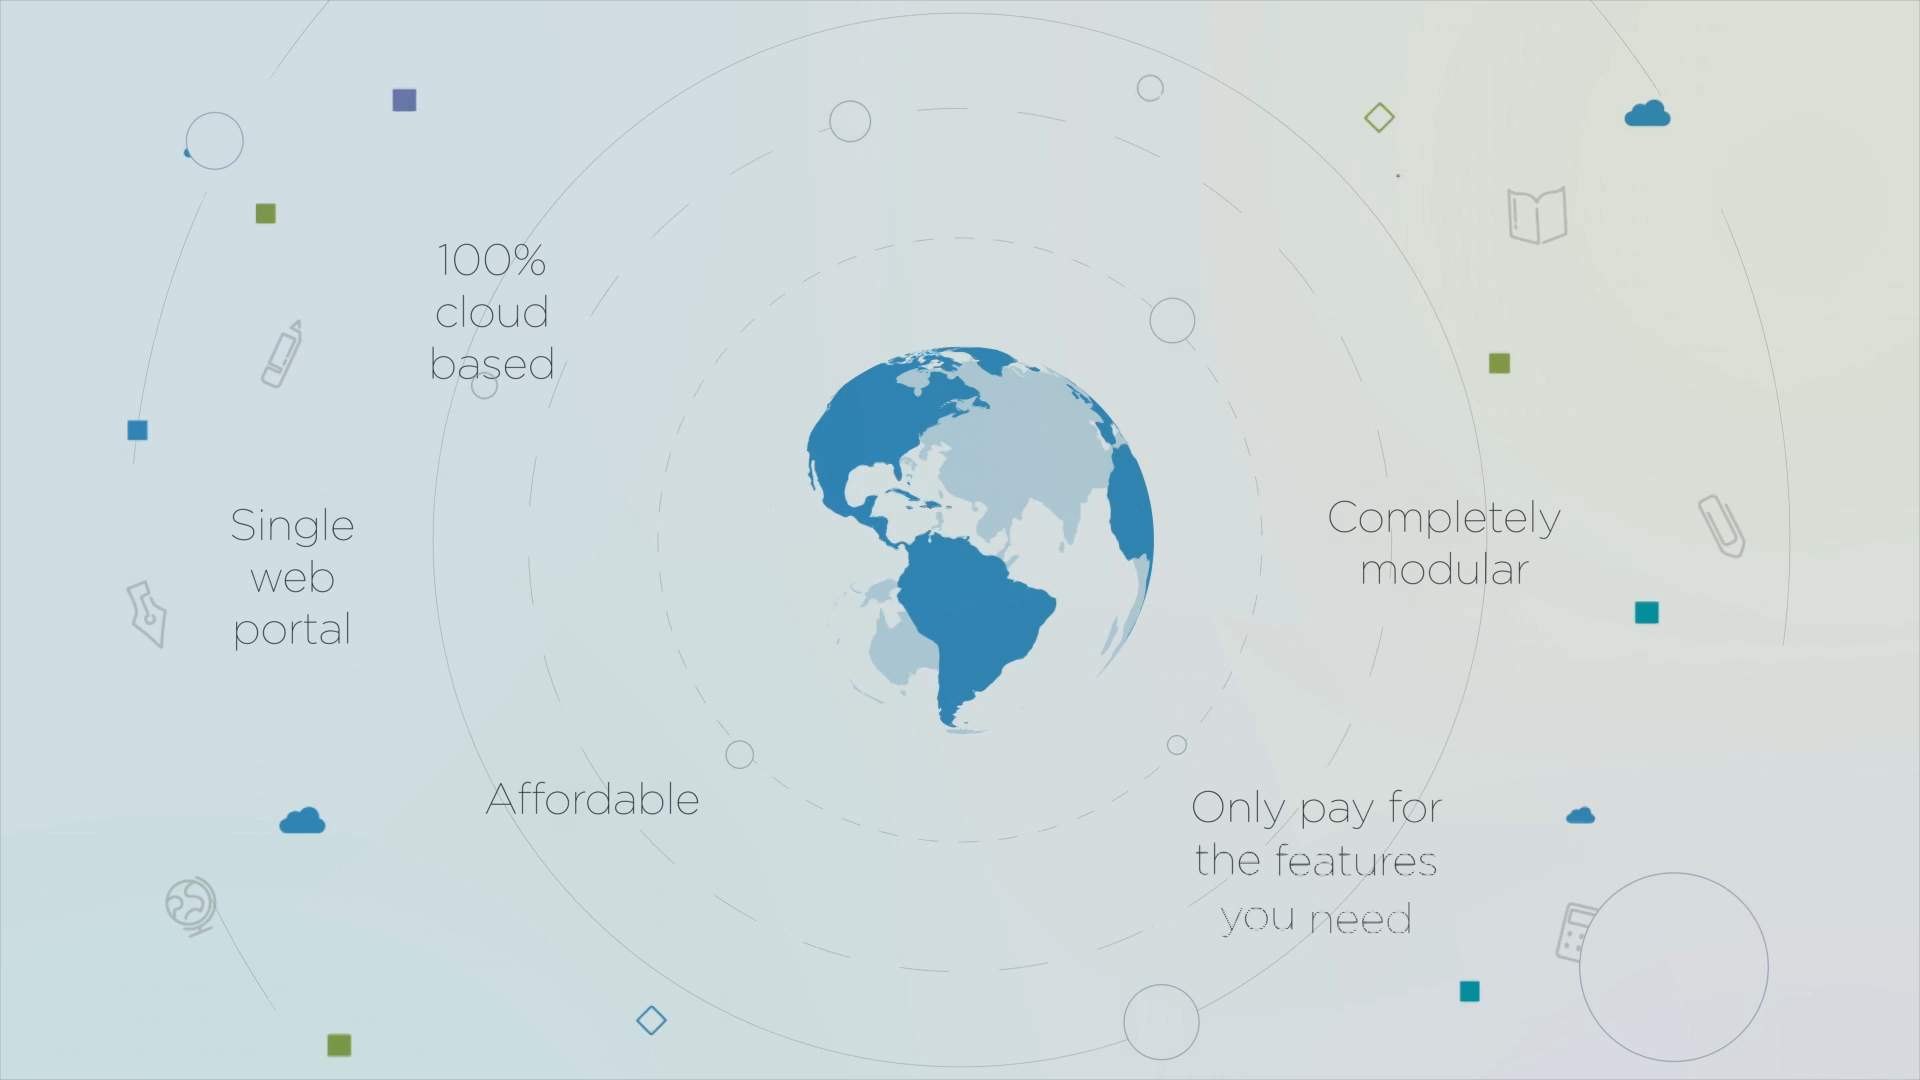 100%
cloud
based
Single
web
portal
Completely
modular
Affordable
Only pay for
the features
you need